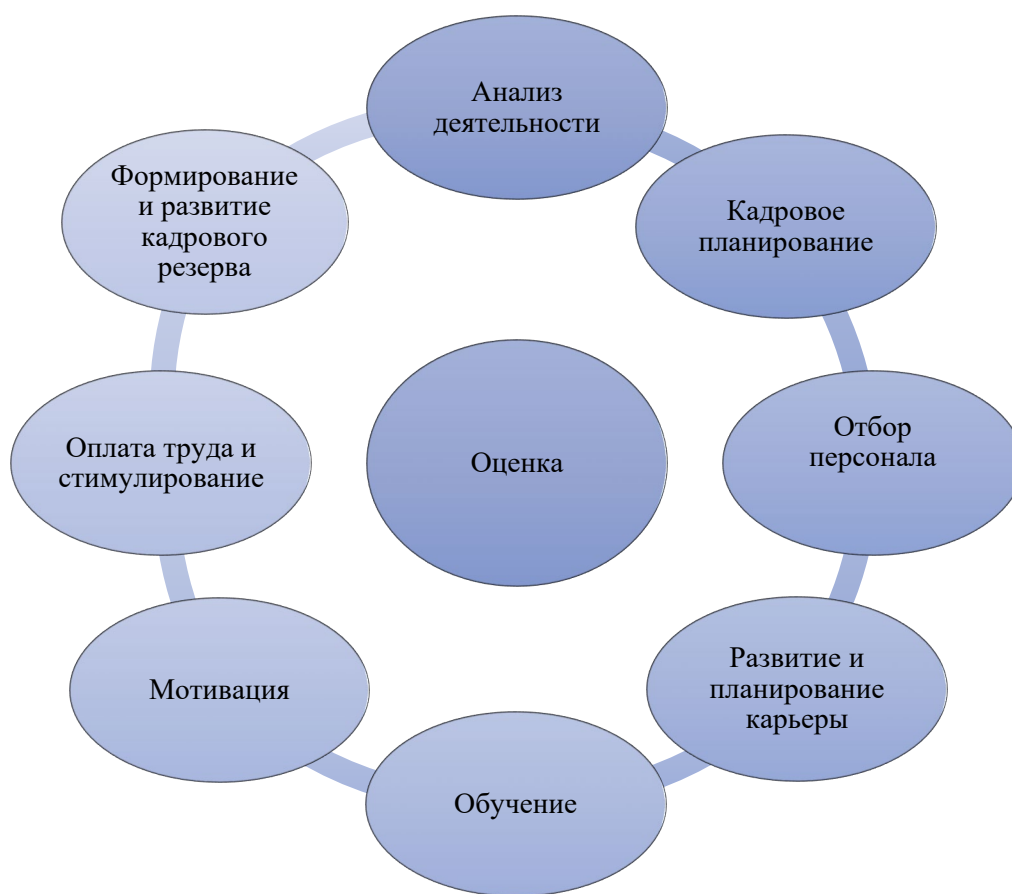 Анализ
деятельности
Кадровое
планирование
Отбор
персонала
Развитие и
планирование
карьеры
Обучение
Мотивация
Оплата труда и
стимулирование
Формирование
и развитие
кадрового
резерва
Оценка